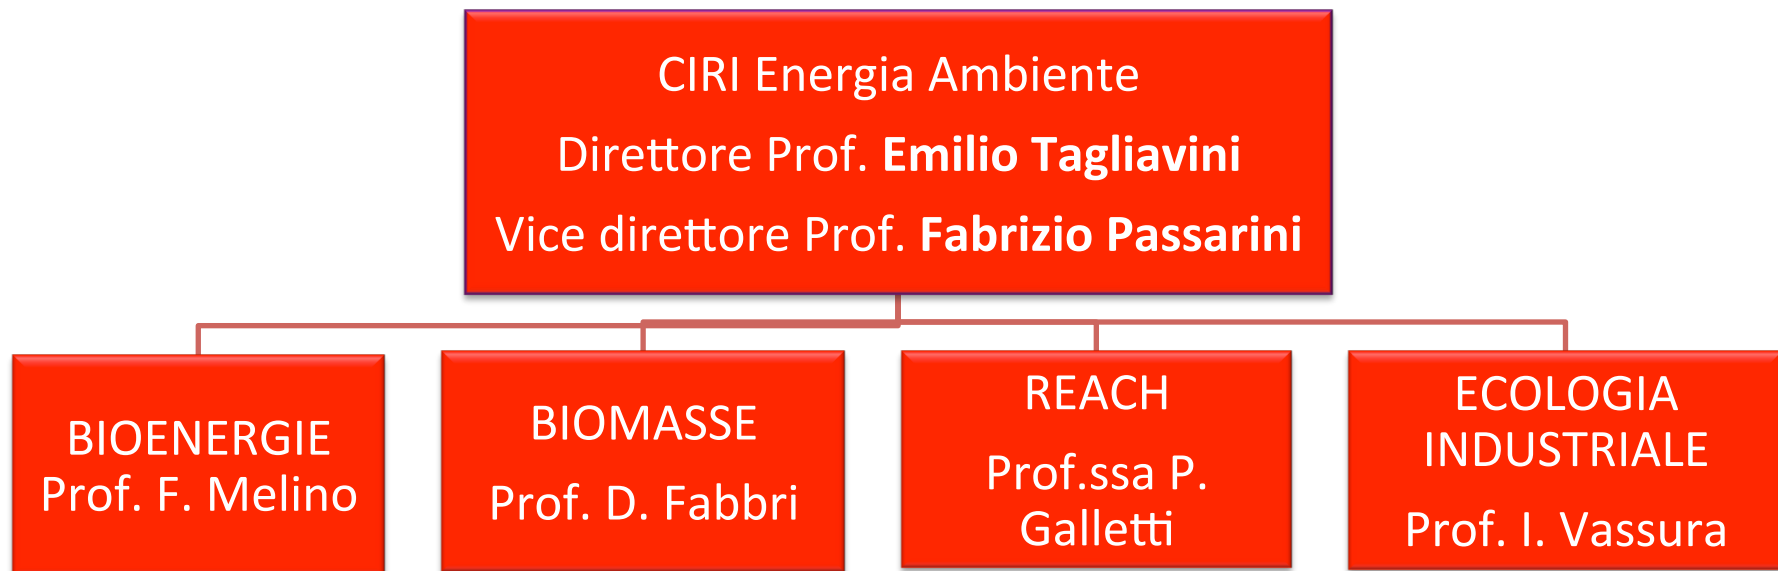 CIRI Energia Ambiente
Direttore Prof. Emilio Tagliavini
Vice direttore Prof. Fabrizio Passarini
BIOENERGIE
Prof. F. Melino
BIOMASSE
Prof. D. Fabbri
REACH
Prof.ssa P.
Galletti
ECOLOGIA
INDUSTRIALE
Prof. I. Vassura